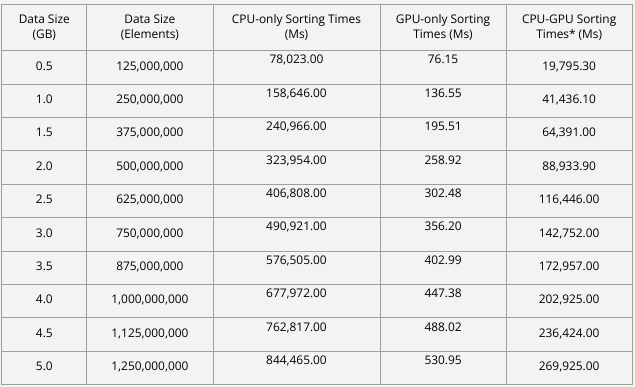 Data Size (GB) Data Size (Elements) CPU-only Sorting Times (Ms) GPU-only Sorting Times (Ms) CPU-GPU Sorting Times* (Ms)
0.5 125,000,000 78,023.00 76.15 19,795.30
1.0 250,000,000 158,646.00 136.55 41,436.10
1.5 375,000,000 240,966.00 195.51 64,391.00
2.0 500,000,000 323,954.00 258.92 88,933.90
2.5 625,000,000 406,808.00 302.48 116,446.00
3.0 750,000,000 490,921.00 356.20 142,752.00
3.5 875,000,000 576,505.00 402.99 172,957.00
4.0 1,000,000,000 677,972.00 447.38 202,925.00
4.5 1,125,000,000 762,817.00 488.02 236,424.00
5.0 1,250,000,000 844,465.00 530.95 269,925.00